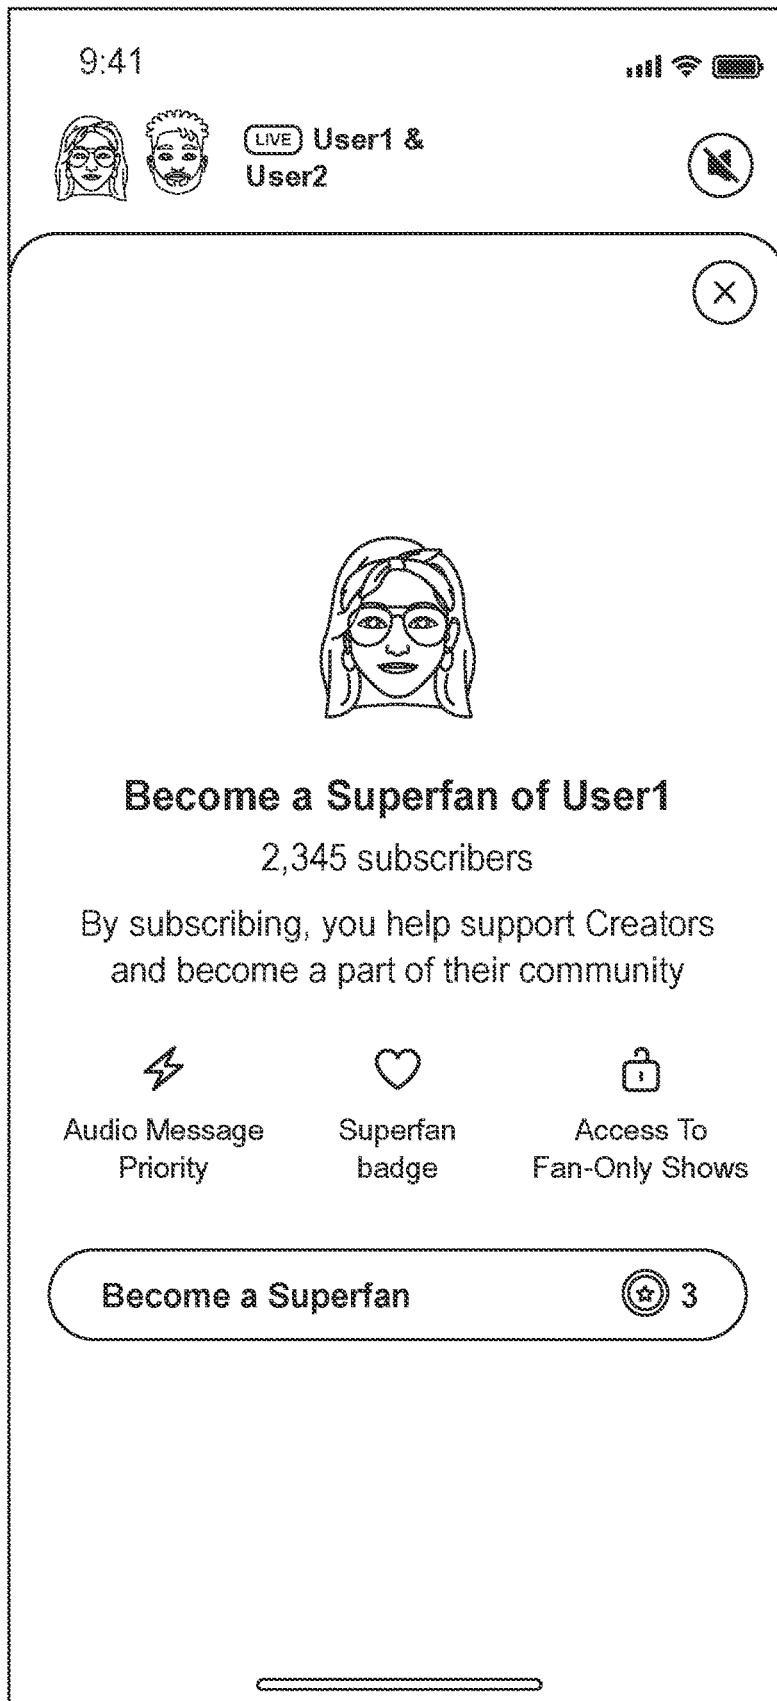 9:41
LIVE User1 &
User2
Become a Superfan of User1
2,345 subscribers
By subscribing, you help support Creators
and become a part of their community
Audio Message
Priority
Superfan
badge
Access To
Fan-Only Shows
Become a Superfan 3